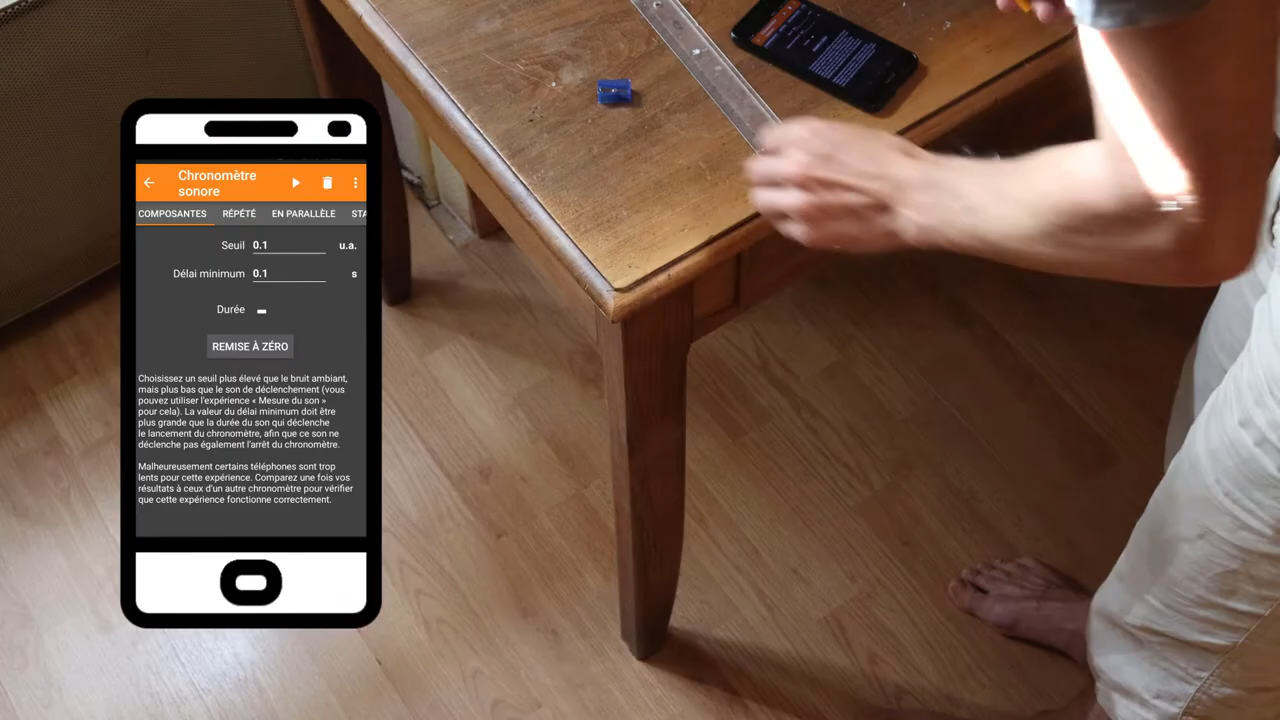 Chronomètre
sonore
COMPOSANTES RÉPÉTÉ EN PARALLÈLE STA
Seuil 0.1 u.a.
Délai minimum 0.1 s
Durée -
REMISE À ZÉRO
Choisissez un seuil plus élevé que le bruit ambiant,
mais plus bas que le son de déclenchement (vous
pouvez utiliser l'expérience « Mesure du son »
pour cela). La valeur du délai minimum doit être
plus grande que la durée du son qui déclenche
le lancement du chronomètre, afin que ce son ne
déclenche pas également l'arrêt du chronomètre.
Malheureusement certains téléphones sont trop
lents pour cette expérience. Comparez une fois vos
résultats à ceux d'un autre chronomètre pour vérifier
que cette expérience fonctionne correctement.